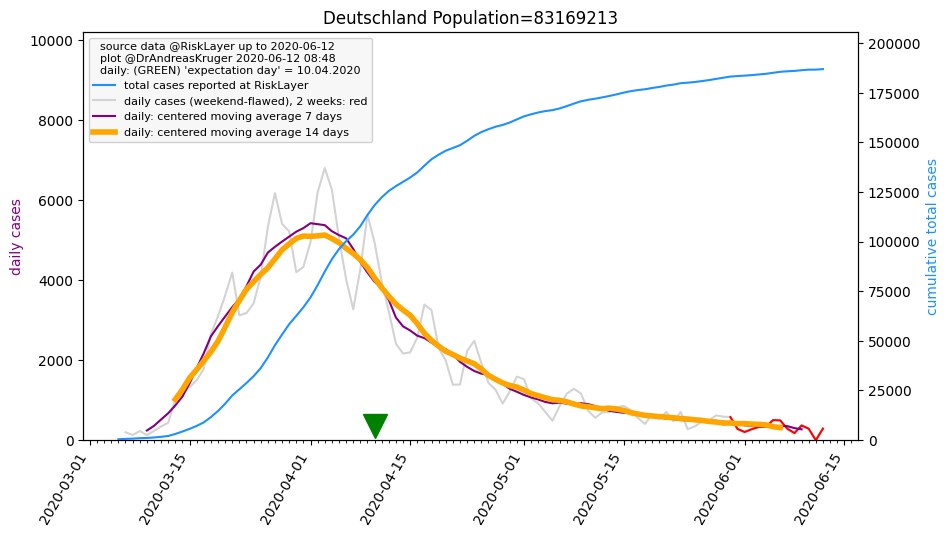 Deutschland Population=83169213
source data @RiskLayer up to 2020-06-12
plot @DrAndreasKruger 2020-06-12 08:48
daily: (GREEN) 'expectation day' = 10.04.2020
total cases reported at RiskLayer
daily cases (weekend-flawed), 2 weeks: red
daily: centered moving average 7 days
daily: centered moving average 14 days
daily cases
10000
8000
6000
4000
2000
0
cumulative total cases
200000
175000
150000
125000
100000
75000
50000
25000
0
2020-03-01
2020-03-15
2020-04-01
2020-04-15
2020-05-01
2020-05-15
2020-06-01
2020-06-15